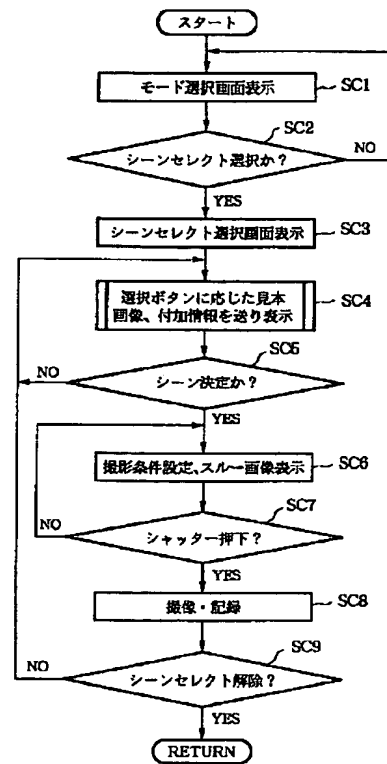 スタート
モード選択画面表示
SC1
SC2
シーンセレクト選択か？
NO
YES
シーンセレクト選択画面表示
SC3
選択ボタンに応じた見本
画像、付加情報を送り表示
SC4
SC5
NO
シーン決定か？
YES
撮影条件設定、スルー画像表示
SC6
SC7
NO
シャッター押下？
YES
撮像・記録
SC8
SC9
NO
シーンセレクト解除？
YES
RETURN